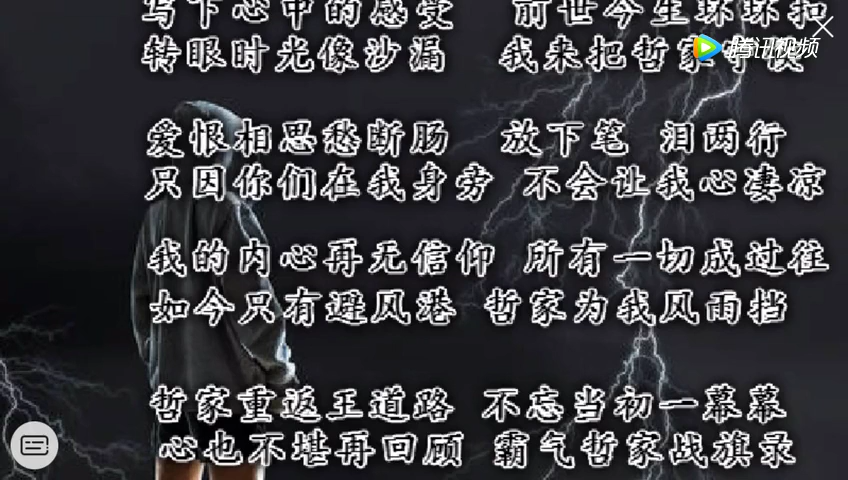 写下心中的感受 前世今生环环扣
转眼时光像沙漏 我来把哲家守候
腾讯视频
爱恨相思愁断肠 放下笔 泪两行
只因你们在我身旁 不会让我心凄凉
我的内心再无信仰 所有一切成过往
如今只有避风港 哲家为我风雨挡
哲家重返王道路 不忘当初一幕幕
心也不堪再回顾 霸气哲家战旗录